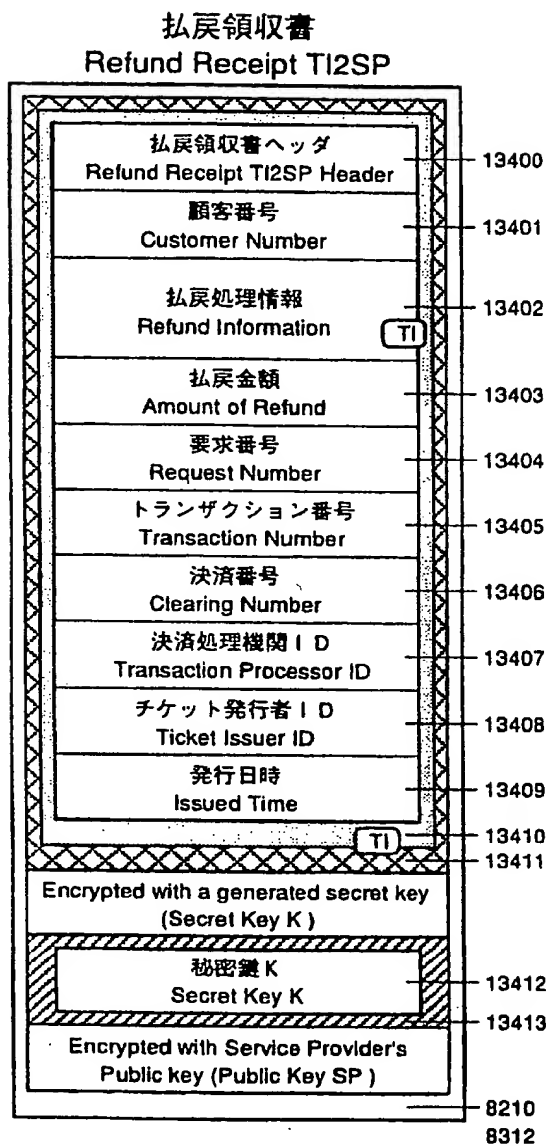 払戻領収書
Refund Receipt TI2SP
払戻領収書ヘッダ
Refund Receipt TI2SP Header
13400
顧客番号
Customer Number
13401
払戻処理情報
Refund Information
13402
TI
払戻金額
Amount of Refund
13403
要求番号
Request Number
13404
トランザクション番号
Transaction Number
13405
決済番号
Clearing Number
13406
決済処理機関ID
Transaction Processor ID
13407
チケット発行者ID
Ticket Issuer ID
13408
発行日時
Issued Time
13409
TI
13410
13411
Encrypted with a generated secret key
(Secret Key K )
秘密鍵K
Secret Key K
13412
13413
Encrypted with Service Provider's
Public key (Public Key SP )
8210
8312